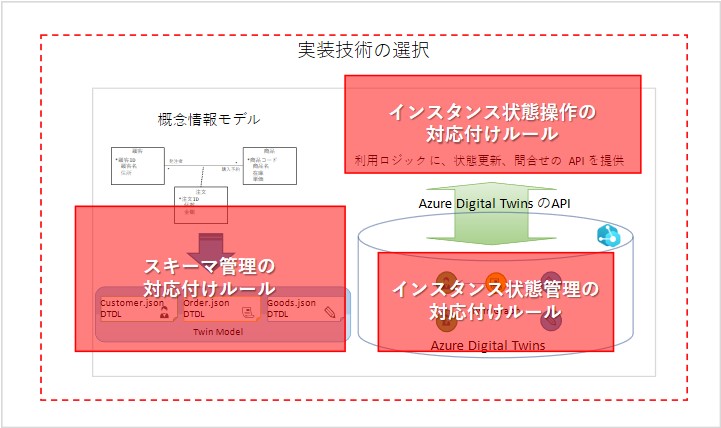 実装技術の選択
概念情報モデル
顧客
*顧客ID
顧客名
住所
商品
*商品コード
商品名
在庫
単価
注文
*注文ID
インスタンス状態操作の
対応付けルール
利用ロジックに、状態更新、問合せの API を提供
Azure Digital Twins のAPI
スキーマ管理の
対応付けルール
Customer.json
DTDL
Order.json
DTDL
Goods.json
DTDL
Twin Model
インスタンス状態管理の
対応付けルール
Azure Digital Twins